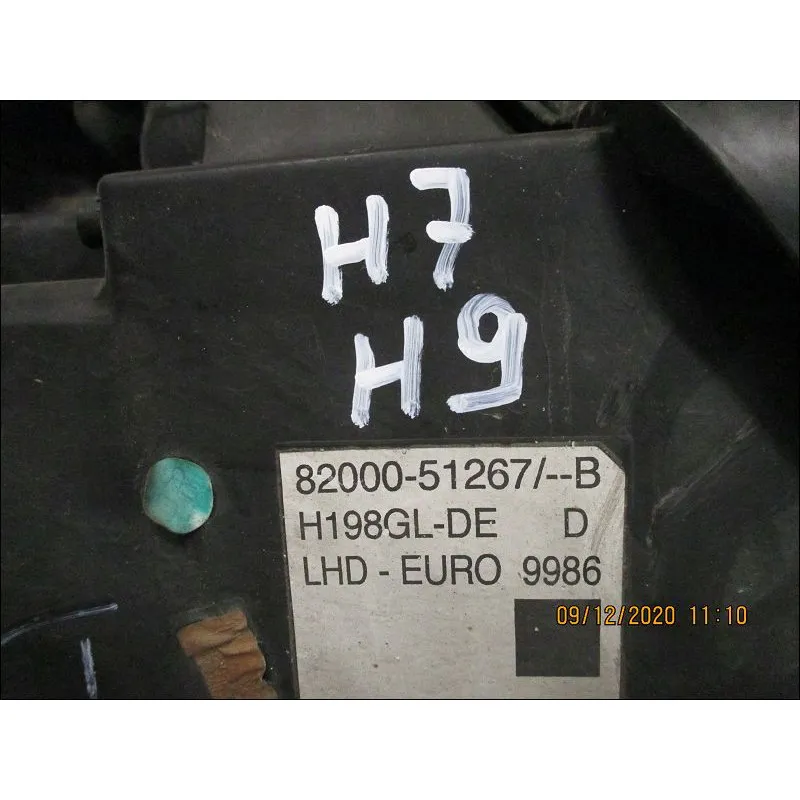 H7
H9
82000-51267/--B
H198GL-DE D
LHD - EURO 9986
09/12/2020 11:10